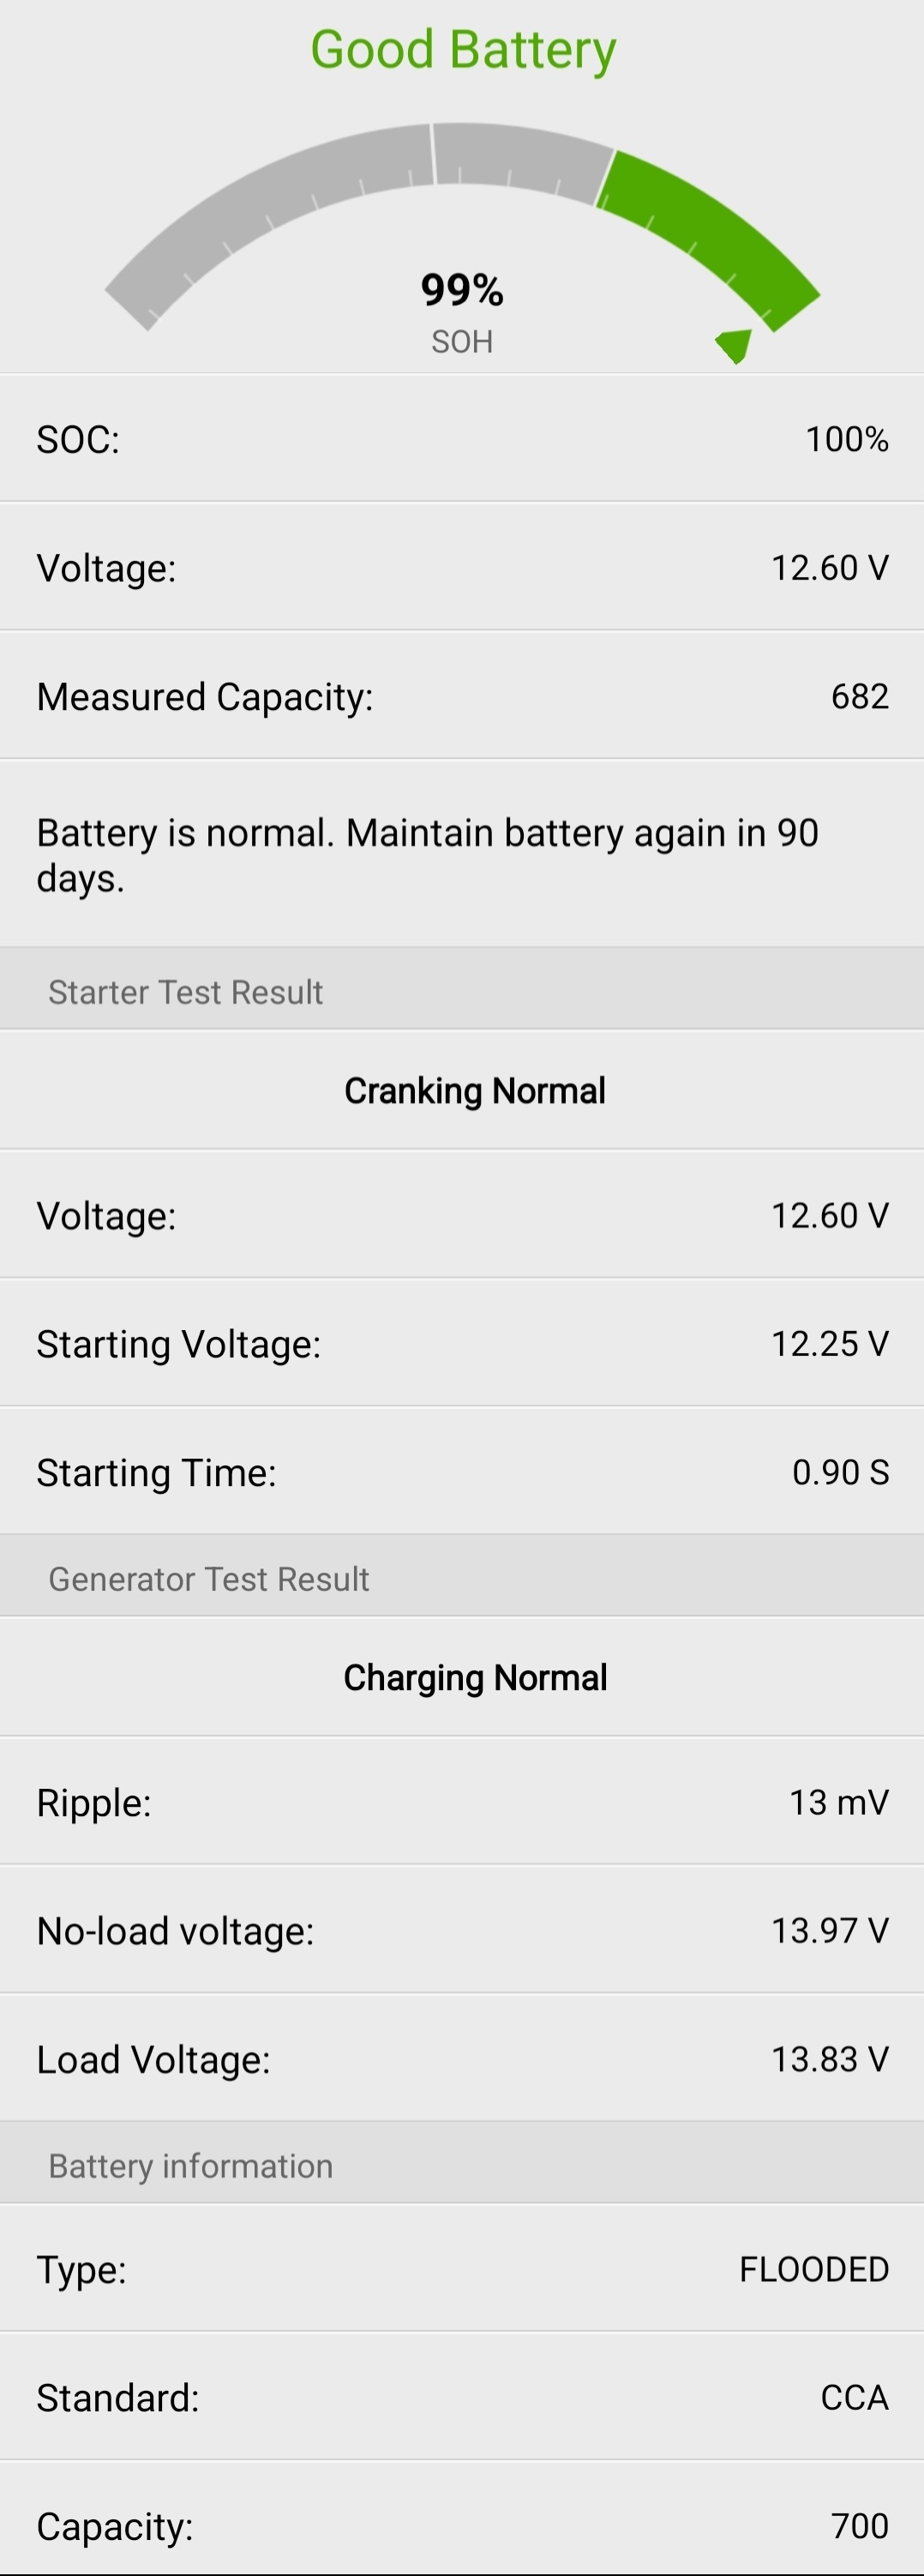 Good Battery
99%
SOH
SOC: 100%
Voltage: 12.60 V
Measured Capacity: 682
Battery is normal. Maintain battery again in 90
days.
Starter Test Result
Cranking Normal
Voltage: 12.60 V
Starting Voltage: 12.25 V
Starting Time: 0.90 S
Generator Test Result
Charging Normal
Ripple: 13 mV
No-load voltage: 13.97 V
Load Voltage: 13.83 V
Battery information
Type: FLOODED
Standard: CCA
Capacity: 700